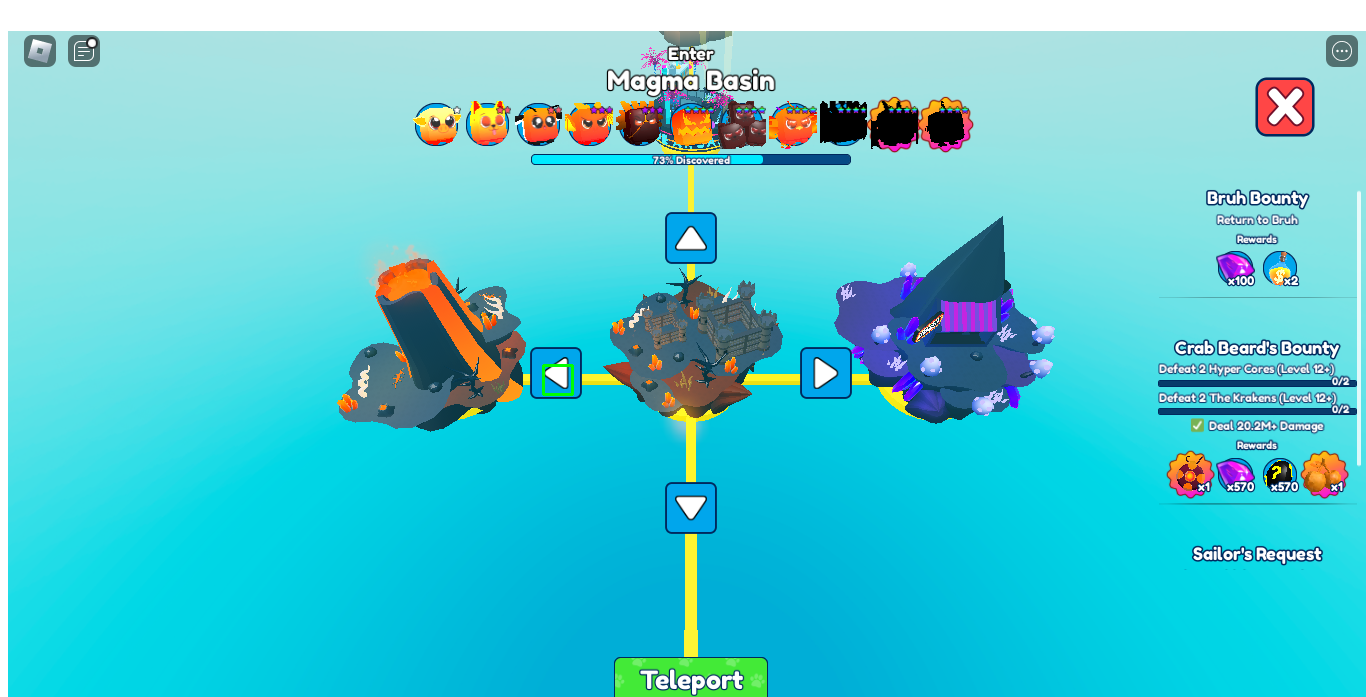 Enter
Magma Basin
73% Discovered
Bruh Bounty
Return to Bruh
Rewards
x100
x2
Crab Beard's Bounty
Defeat 2 Hyper Cores (Level 12+)
0/2
Defeat 2 The Krakens (Level 12+)
0/2
Deal 20.2M+ Damage
Rewards
x1
x570
?
x570
x1
Sailor's Request
Teleport